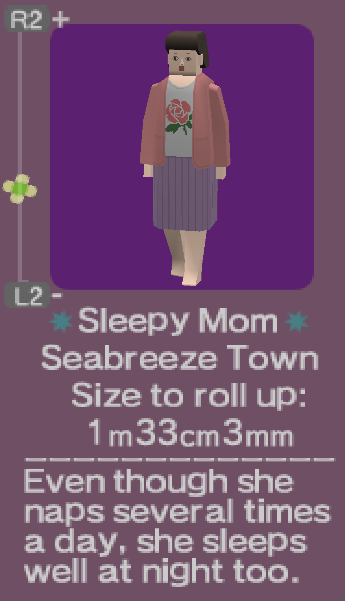 R2 +
L2 -
Sleepy Mom
Seabreeze Town
Size to roll up:
1m33cm3mm
Even though she
naps several times
a day, she sleeps
well at night too.